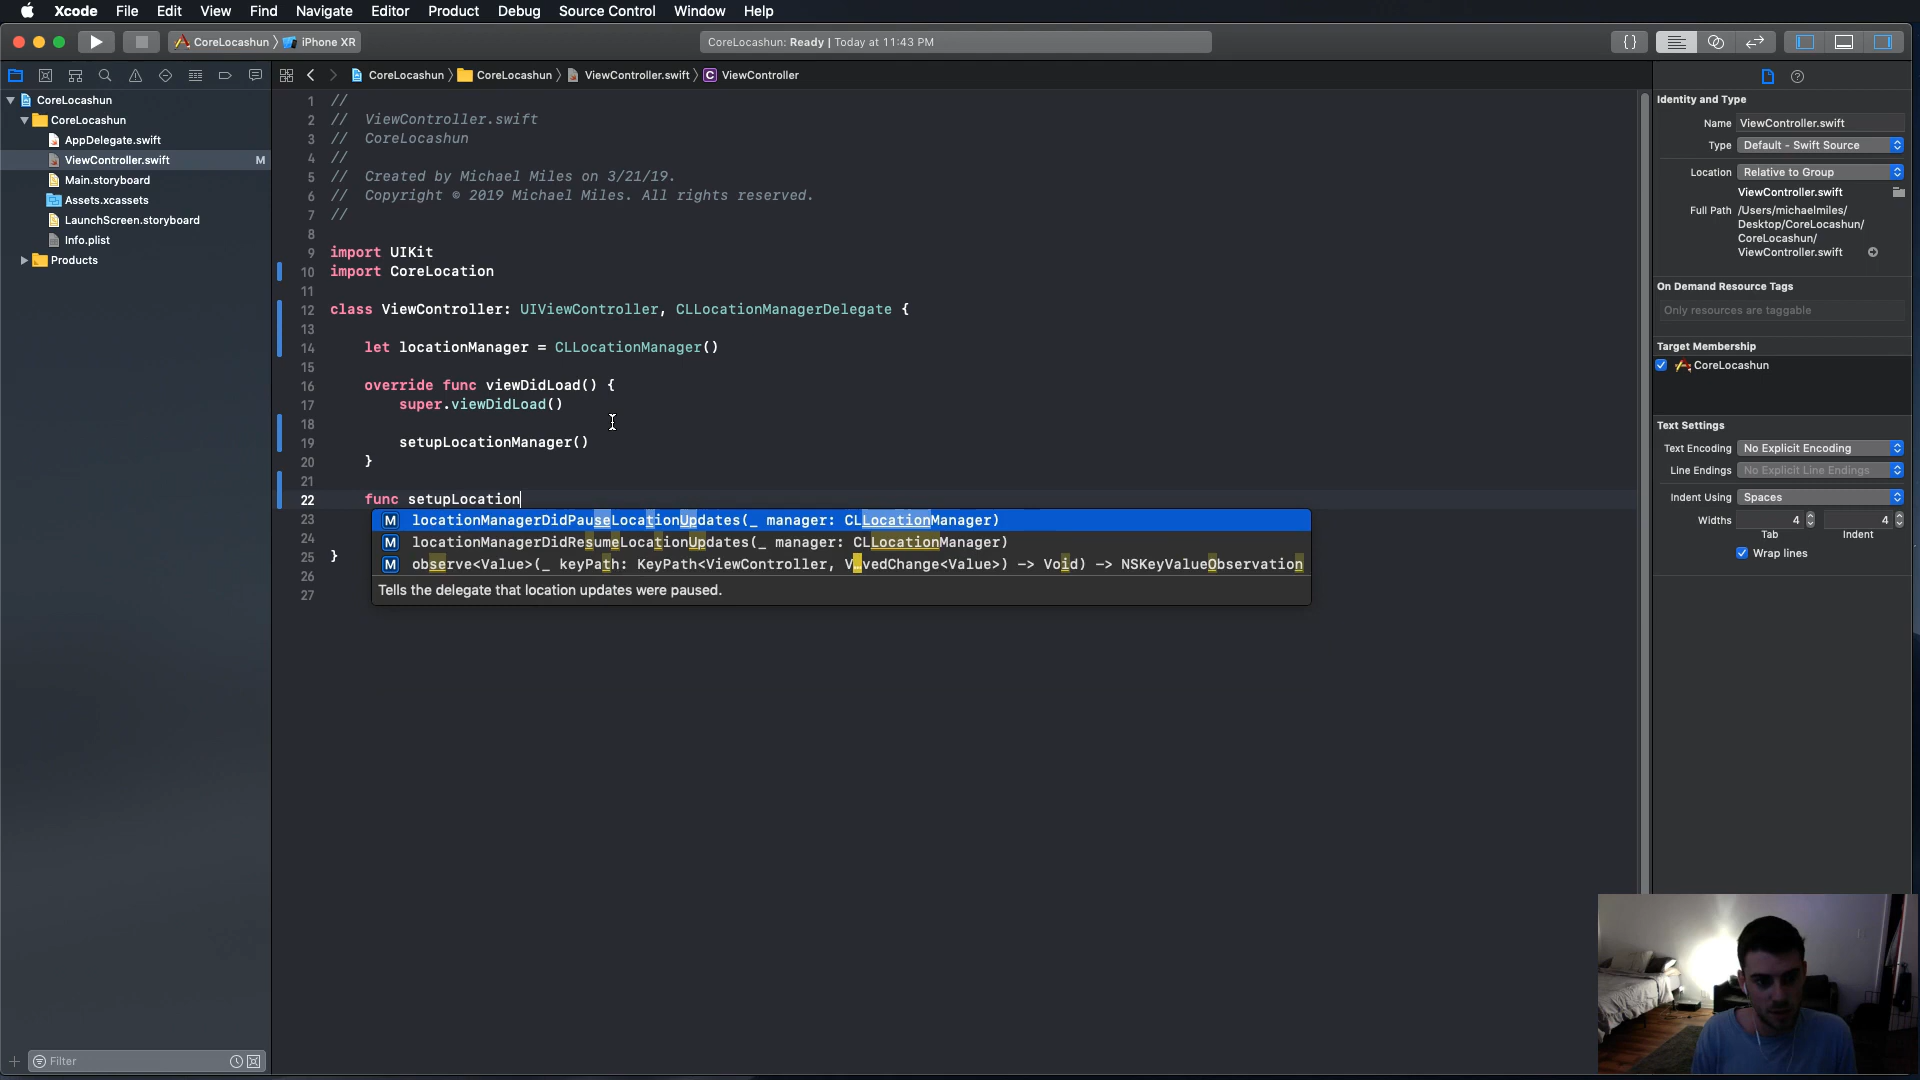 Xcode File Edit View Find Navigate Editor Product Debug Source Control Window Help
CoreLocashun iPhone XR
CoreLocashun: Ready | Today at 11:43 PM
{}
CoreLocashun CoreLocashun ViewController.swift C ViewController
CoreLocashun
CoreLocashun
AppDelegate.swift
ViewController.swift M
Main.storyboard
Assets.xcassets
LaunchScreen.storyboard
Info.plist
Products
Filter
1 //
2 // ViewController.swift
3 // CoreLocashun
4 //
5 // Created by Michael Miles on 3/21/19.
6 // Copyright © 2019 Michael Miles. All rights reserved.
7 //
8
9 import UIKit
10 import CoreLocation
11
12 class ViewController: UIViewController, CLLocationManagerDelegate {
13
14 let locationManager = CLLocationManager()
15
16 override func viewDidLoad() {
17 super.viewDidLoad()
18
19 setupLocationManager()
20 }
21
22 func setupLocation
23
24
25 }
26
27
M locationManagerDidPauseLocationUpdates(_ manager: CLLocationManager)
M locationManagerDidResumeLocationUpdates(_ manager: CLLocationManager)
M observe<Value>(_ keyPath: KeyPath<ViewController, V…vedChange<Value>) -> Void) -> NSKeyValueObservation
Tells the delegate that location updates were paused.
Identity and Type
Name ViewController.swift
Type Default - Swift Source
Location Relative to Group
ViewController.swift
Full Path /Users/michaelmiles/
Desktop/CoreLocashun/
CoreLocashun/
ViewController.swift
On Demand Resource Tags
Only resources are taggable
Target Membership
CoreLocashun
Text Settings
Text Encoding No Explicit Encoding
Line Endings No Explicit Line Endings
Indent Using Spaces
Widths 4 4
Tab Indent
Wrap lines